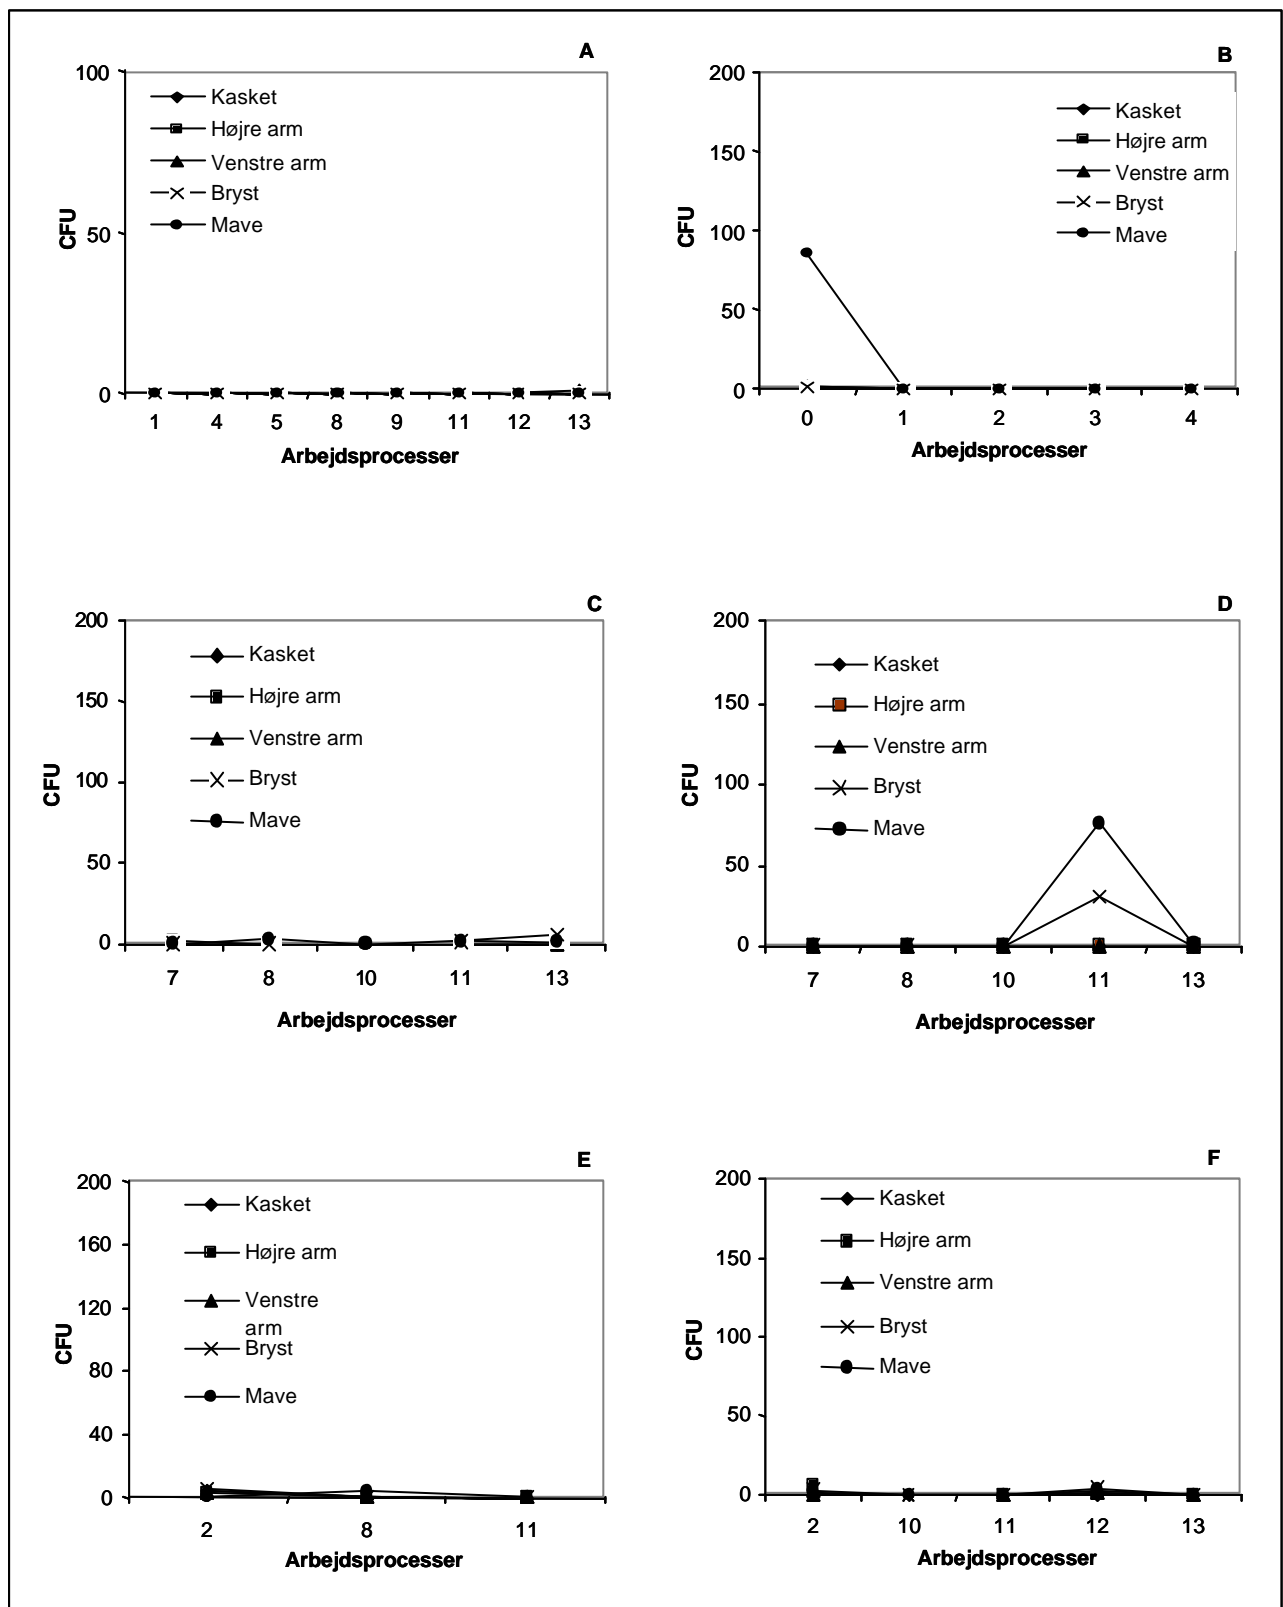 A
100
50
0
CFU
Kasket
Højre arm
Venstre arm
Bryst
Mave
1 4 5 8 9 11 12 13
Arbejdsprocesser
B
200
150
100
50
0
CFU
Kasket
Højre arm
Venstre arm
Bryst
Mave
0 1 2 3 4
Arbejdsprocesser
C
200
150
100
50
0
CFU
Kasket
Højre arm
Venstre arm
Bryst
Mave
7 8 10 11 13
Arbejdsprocesser
D
200
150
100
50
0
CFU
Kasket
Højre arm
Venstre arm
Bryst
Mave
7 8 10 11 13
Arbejdsprocesser
E
200
160
120
80
40
0
CFU
Kasket
Højre arm
Venstre
arm
Bryst
Mave
2 8 11
Arbejdsprocesser
F
200
150
100
50
0
CFU
Kasket
Højre arm
Venstre arm
Bryst
Mave
2 10 11 12 13
Arbejdsprocesser